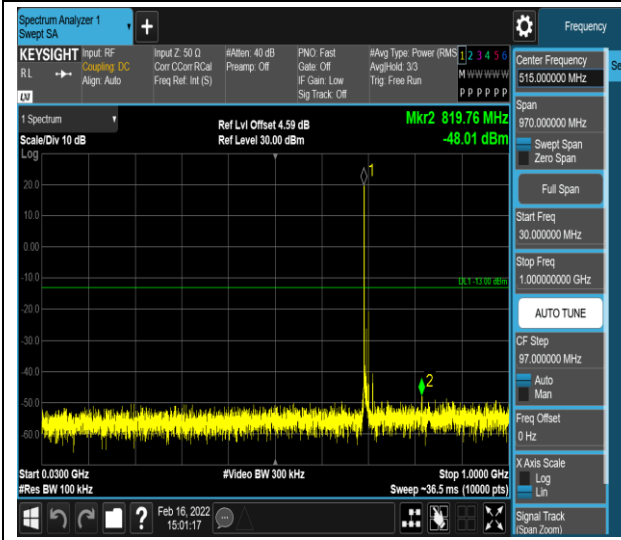 Spectrum Analyzer 1
Swept SA
Frequency
KEYSIGHT
RL
Input: RF
Coupling: DC
Align: Auto
Input Z: 50 Ω
Corr CCorr RCal
Freq Ref: Int (S)
#Atten: 40 dB
Preamp: Off
PNO: Fast
Gate: Off
IF Gain: Low
Sig Track: Off
#Avg Type: Power (RMS
Avg|Hold: 3/3
Trig: Free Run
1 2 3 4 5 6
M W W W W W
P P P P P P
LXI
1 Spectrum
Scale/Div 10 dB
Ref Lvl Offset 4.59 dB
Ref Level 30.00 dBm
Mkr2 819.76 MHz
-48.01 dBm
Log
20.0
10.0
0.00
-10.0
-20.0
-30.0
-40.0
-50.0
-60.0
1
DL1 -13.00 dBm
2
Start 0.0300 GHz
#Res BW 100 kHz
#Video BW 300 kHz
Stop 1.0000 GHz
Sweep ~36.5 ms (10000 pts)
?
Feb 16, 2022
15:01:17
Center Frequency
515.000000 MHz
Se
Span
970.000000 MHz
Swept Span
Zero Span
Full Span
Start Freq
30.000000 MHz
Stop Freq
1.000000000 GHz
AUTO TUNE
CF Step
97.000000 MHz
Auto
Man
Freq Offset
0 Hz
X Axis Scale
Log
Lin
Signal Track
(Span Zoom)